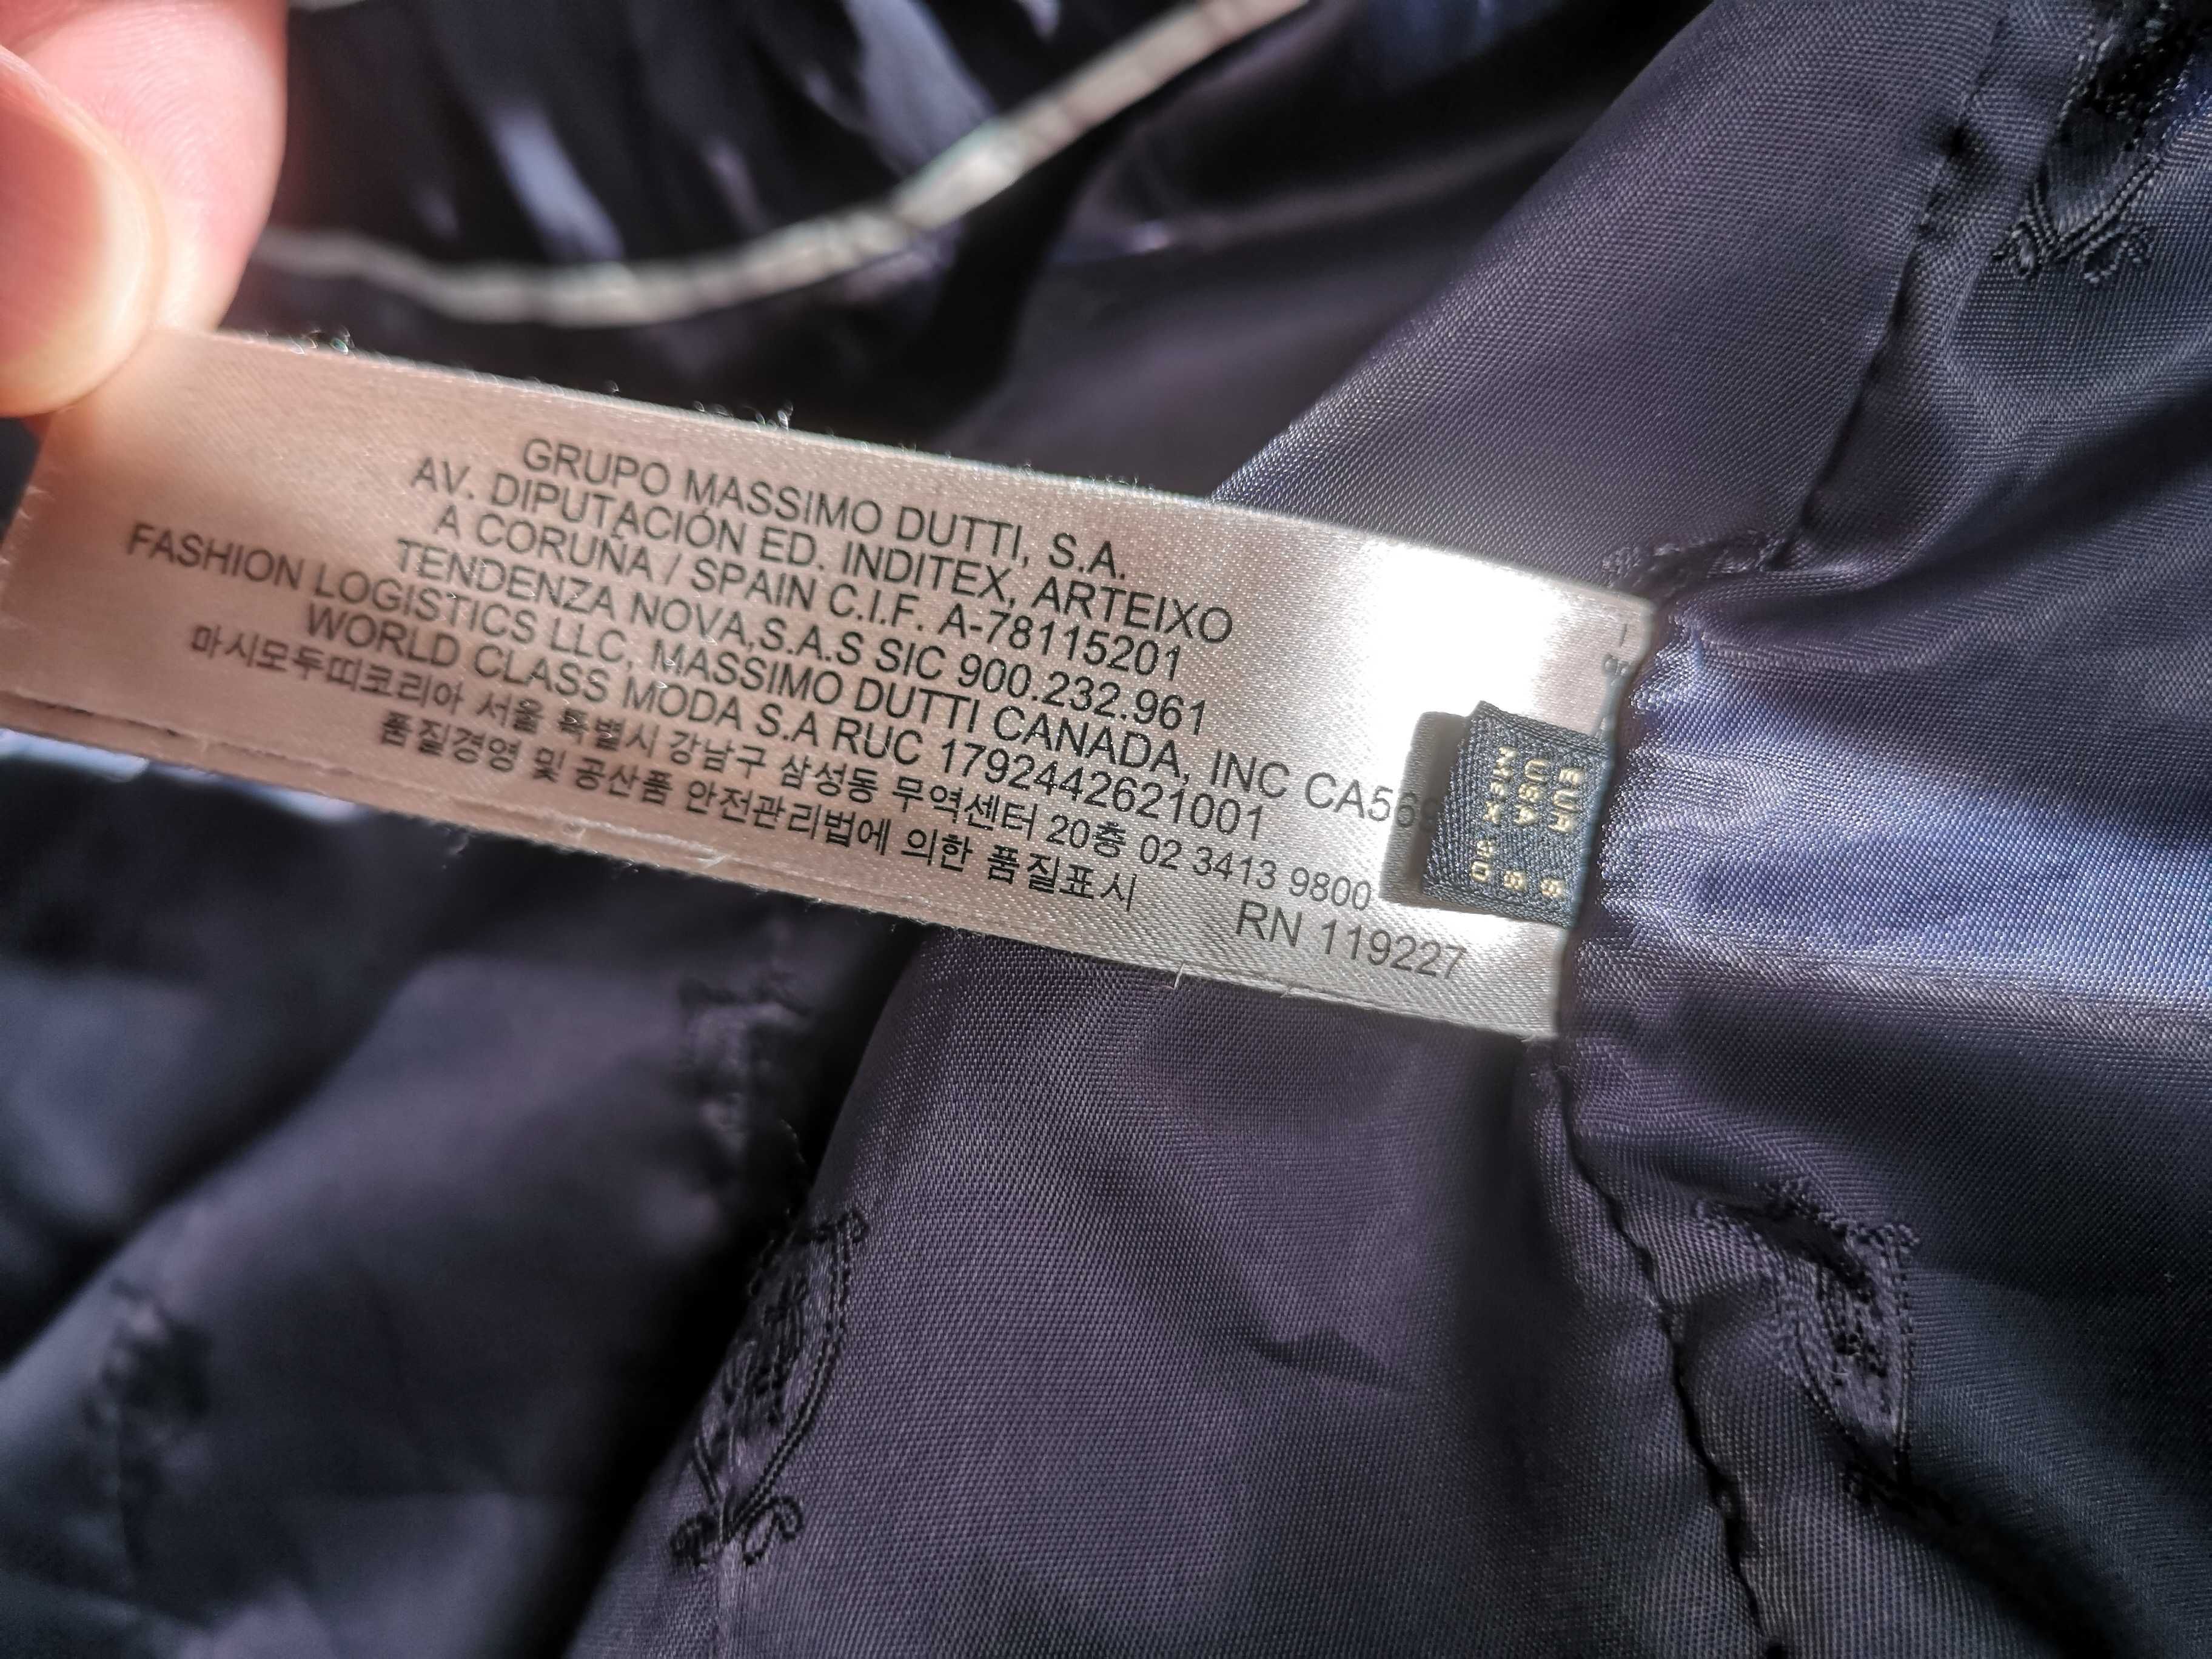 GRUPO MASSIMO DUTTI, S.A.
AV. DIPUTACIÓN ED. INDITEX, ARTEIXO
A CORUÑA / SPAIN C.I.F. A-78115201
TENDENZA NOVA,S.A.S SIC 900.232.961
FASHION LOGISTICS LLC, MASSIMO DUTTI CANADA, INC CA569
WORLD CLASS MODA S.A RUC 1792442621001
마시모두띠코리아 서울 특별시 강남구 삼성동 무역센터 20층 02 3413 9800
품질경영 및 공산품 안전관리법에 의한 품질표시
RN 119227
EUR S
USA S
MEX